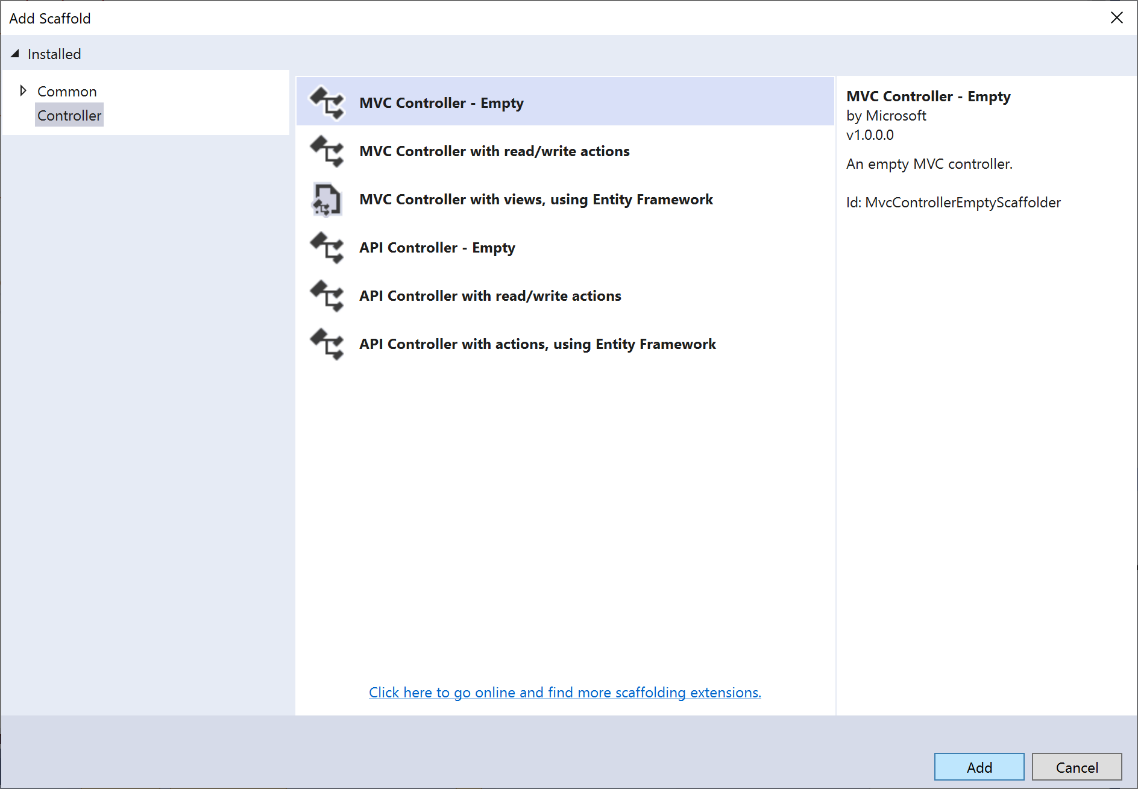 Add Scaffold
Installed
Common
Controller
MVC Controller - Empty
MVC Controller with read/write actions
MVC Controller with views, using Entity Framework
API Controller - Empty
API Controller with read/write actions
API Controller with actions, using Entity Framework
Click here to go online and find more scaffolding extensions.
MVC Controller - Empty
by Microsoft
v1.0.0.0
An empty MVC controller.
Id: MvcControllerEmptyScaffolder
Add
Cancel